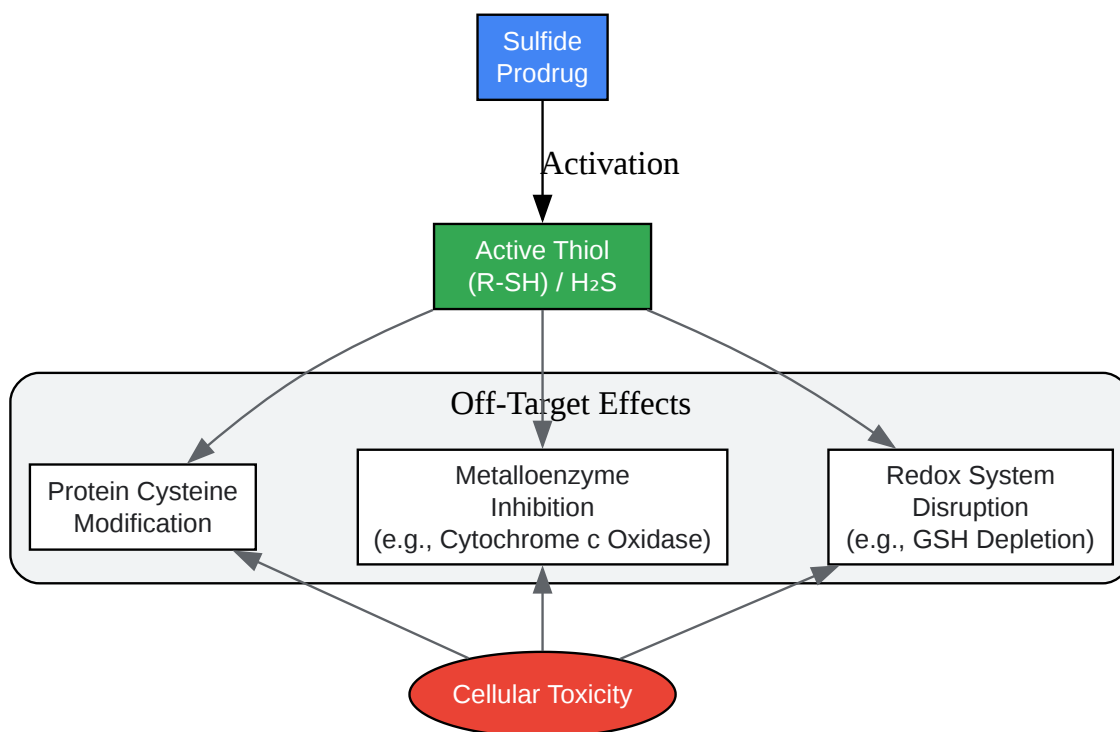 Sulfide
Prodrug
Activation
Active Thiol
(R-SH) / H₂S
Off-Target Effects
Protein Cysteine
Modification
Metalloenzyme
Inhibition
(e.g., Cytochrome c Oxidase)
Redox System
Disruption
(e.g., GSH Depletion)
Cellular Toxicity